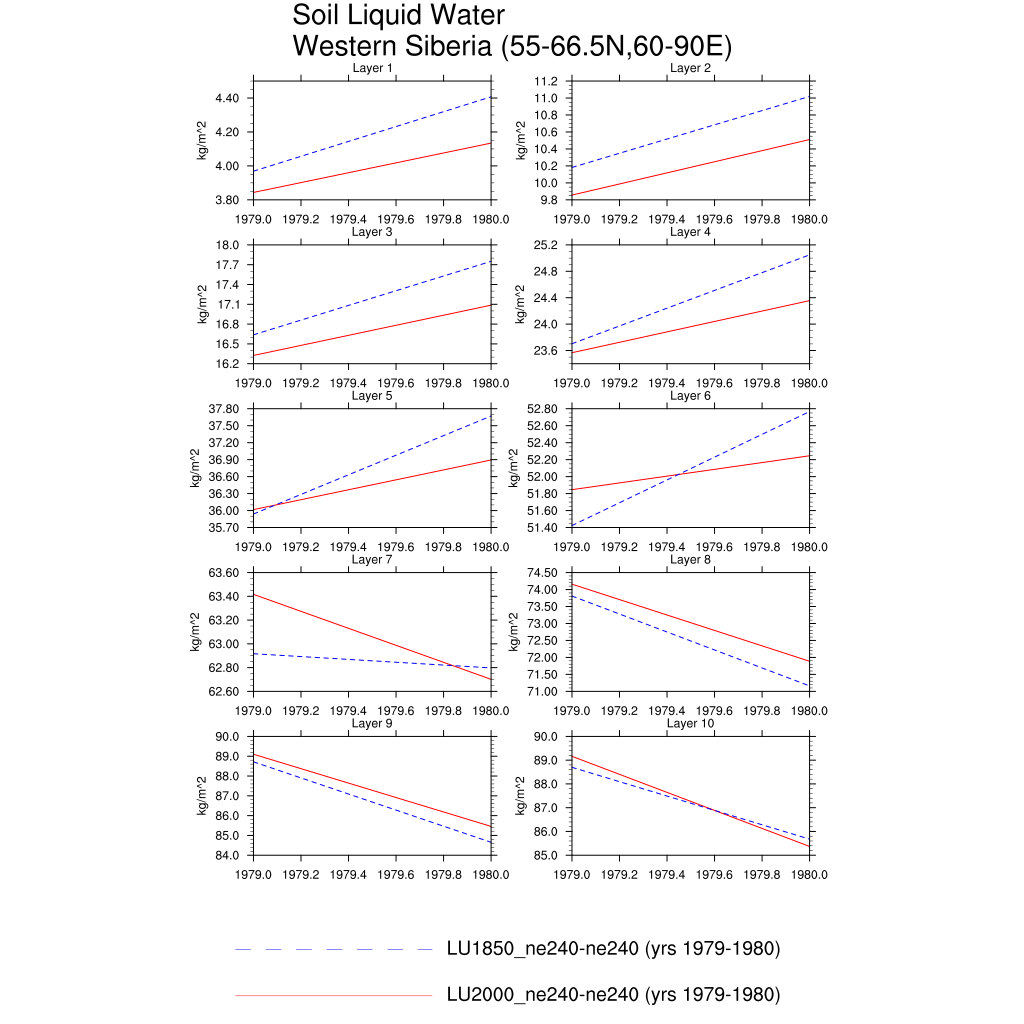 Soil Liquid Water
Western Siberia (55-66.5N,60-90E)
Layer 1
kg/m^2
4.40
4.20
4.00
3.80
1979.0 1979.2 1979.4 1979.6 1979.8 1980.0
Layer 2
kg/m^2
11.2
11.0
10.8
10.6
10.4
10.2
10.0
9.8
1979.0 1979.2 1979.4 1979.6 1979.8 1980.0
Layer 3
kg/m^2
18.0
17.7
17.4
17.1
16.8
16.5
16.2
1979.0 1979.2 1979.4 1979.6 1979.8 1980.0
Layer 4
kg/m^2
25.2
24.8
24.4
24.0
23.6
1979.0 1979.2 1979.4 1979.6 1979.8 1980.0
Layer 5
kg/m^2
37.80
37.50
37.20
36.90
36.60
36.30
36.00
35.70
1979.0 1979.2 1979.4 1979.6 1979.8 1980.0
Layer 6
kg/m^2
52.80
52.60
52.40
52.20
52.00
51.80
51.60
51.40
1979.0 1979.2 1979.4 1979.6 1979.8 1980.0
Layer 7
kg/m^2
63.60
63.40
63.20
63.00
62.80
62.60
1979.0 1979.2 1979.4 1979.6 1979.8 1980.0
Layer 8
kg/m^2
74.50
74.00
73.50
73.00
72.50
72.00
71.50
71.00
1979.0 1979.2 1979.4 1979.6 1979.8 1980.0
Layer 9
kg/m^2
90.0
89.0
88.0
87.0
86.0
85.0
84.0
1979.0 1979.2 1979.4 1979.6 1979.8 1980.0
Layer 10
kg/m^2
90.0
89.0
88.0
87.0
86.0
85.0
1979.0 1979.2 1979.4 1979.6 1979.8 1980.0
LU1850_ne240-ne240 (yrs 1979-1980)
LU2000_ne240-ne240 (yrs 1979-1980)